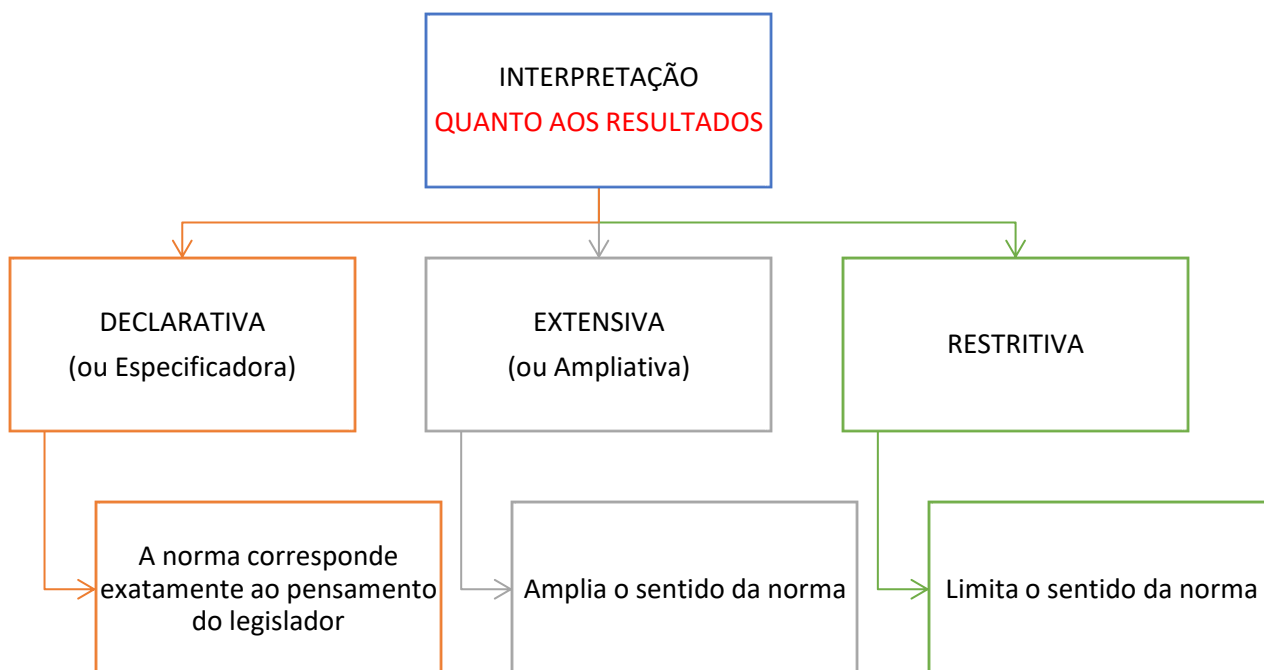 INTERPRETAÇÃO
QUANTO AOS RESULTADOS
DECLARATIVA
(ou Especificadora)
EXTENSIVA
(ou Ampliativa)
RESTRITIVA
A norma corresponde
exatamente ao pensamento
do legislador
Amplia o sentido da norma
Limita o sentido da norma